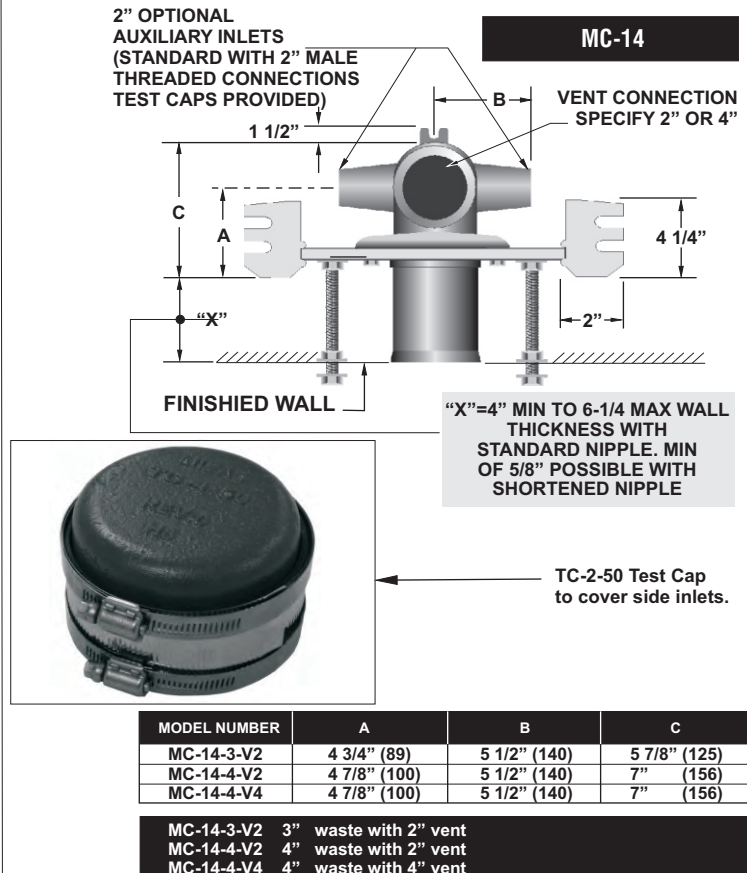 2” OPTIONAL
AUXILIARY INLETS
(STANDARD WITH 2” MALE
THREADED CONNECTIONS
TEST CAPS PROVIDED)
MC-14
B
VENT CONNECTION
SPECIFY 2” OR 4”
1 1/2”
C
A
4 1/4”
“X”
2”
FINISHIED WALL
“X”=4” MIN TO 6-1/4 MAX WALL
THICKNESS WITH
STANDARD NIPPLE. MIN
OF 5/8” POSSIBLE WITH
SHORTENED NIPPLE
TC-2-50 Test Cap
to cover side inlets.
MODEL NUMBER A B C
MC-14-3-V2 4 3/4” (89) 5 1/2” (140) 5 7/8” (125)
MC-14-4-V2 4 7/8” (100) 5 1/2” (140) 7” (156)
MC-14-4-V4 4 7/8” (100) 5 1/2” (140) 7” (156)
MC-14-3-V2 3” waste with 2” vent
MC-14-4-V2 4” waste with 2” vent
MC-14-4-V4 4” waste with 4” vent